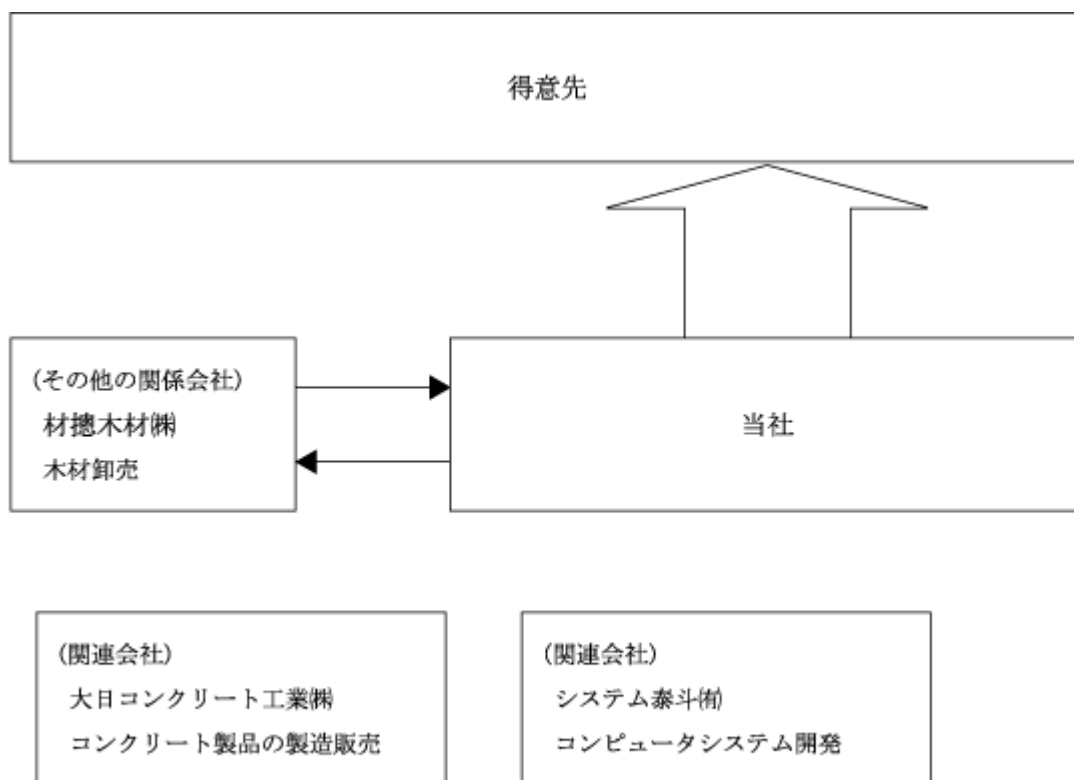 得意先
(その他の関係会社)
材摠木材㈱
木材卸売
当社
(関連会社)
大日コンクリート工業㈱
コンクリート製品の製造販売
(関連会社)
システム泰斗㈲
コンピュータシステム開発